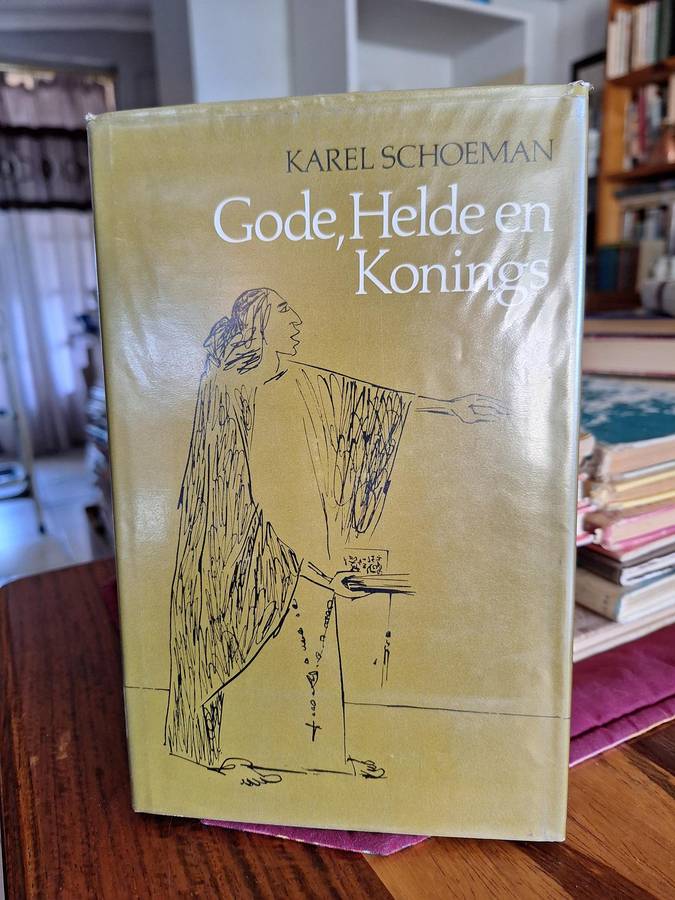 KAREL SCHOEMAN
Gode, Helde en
Konings